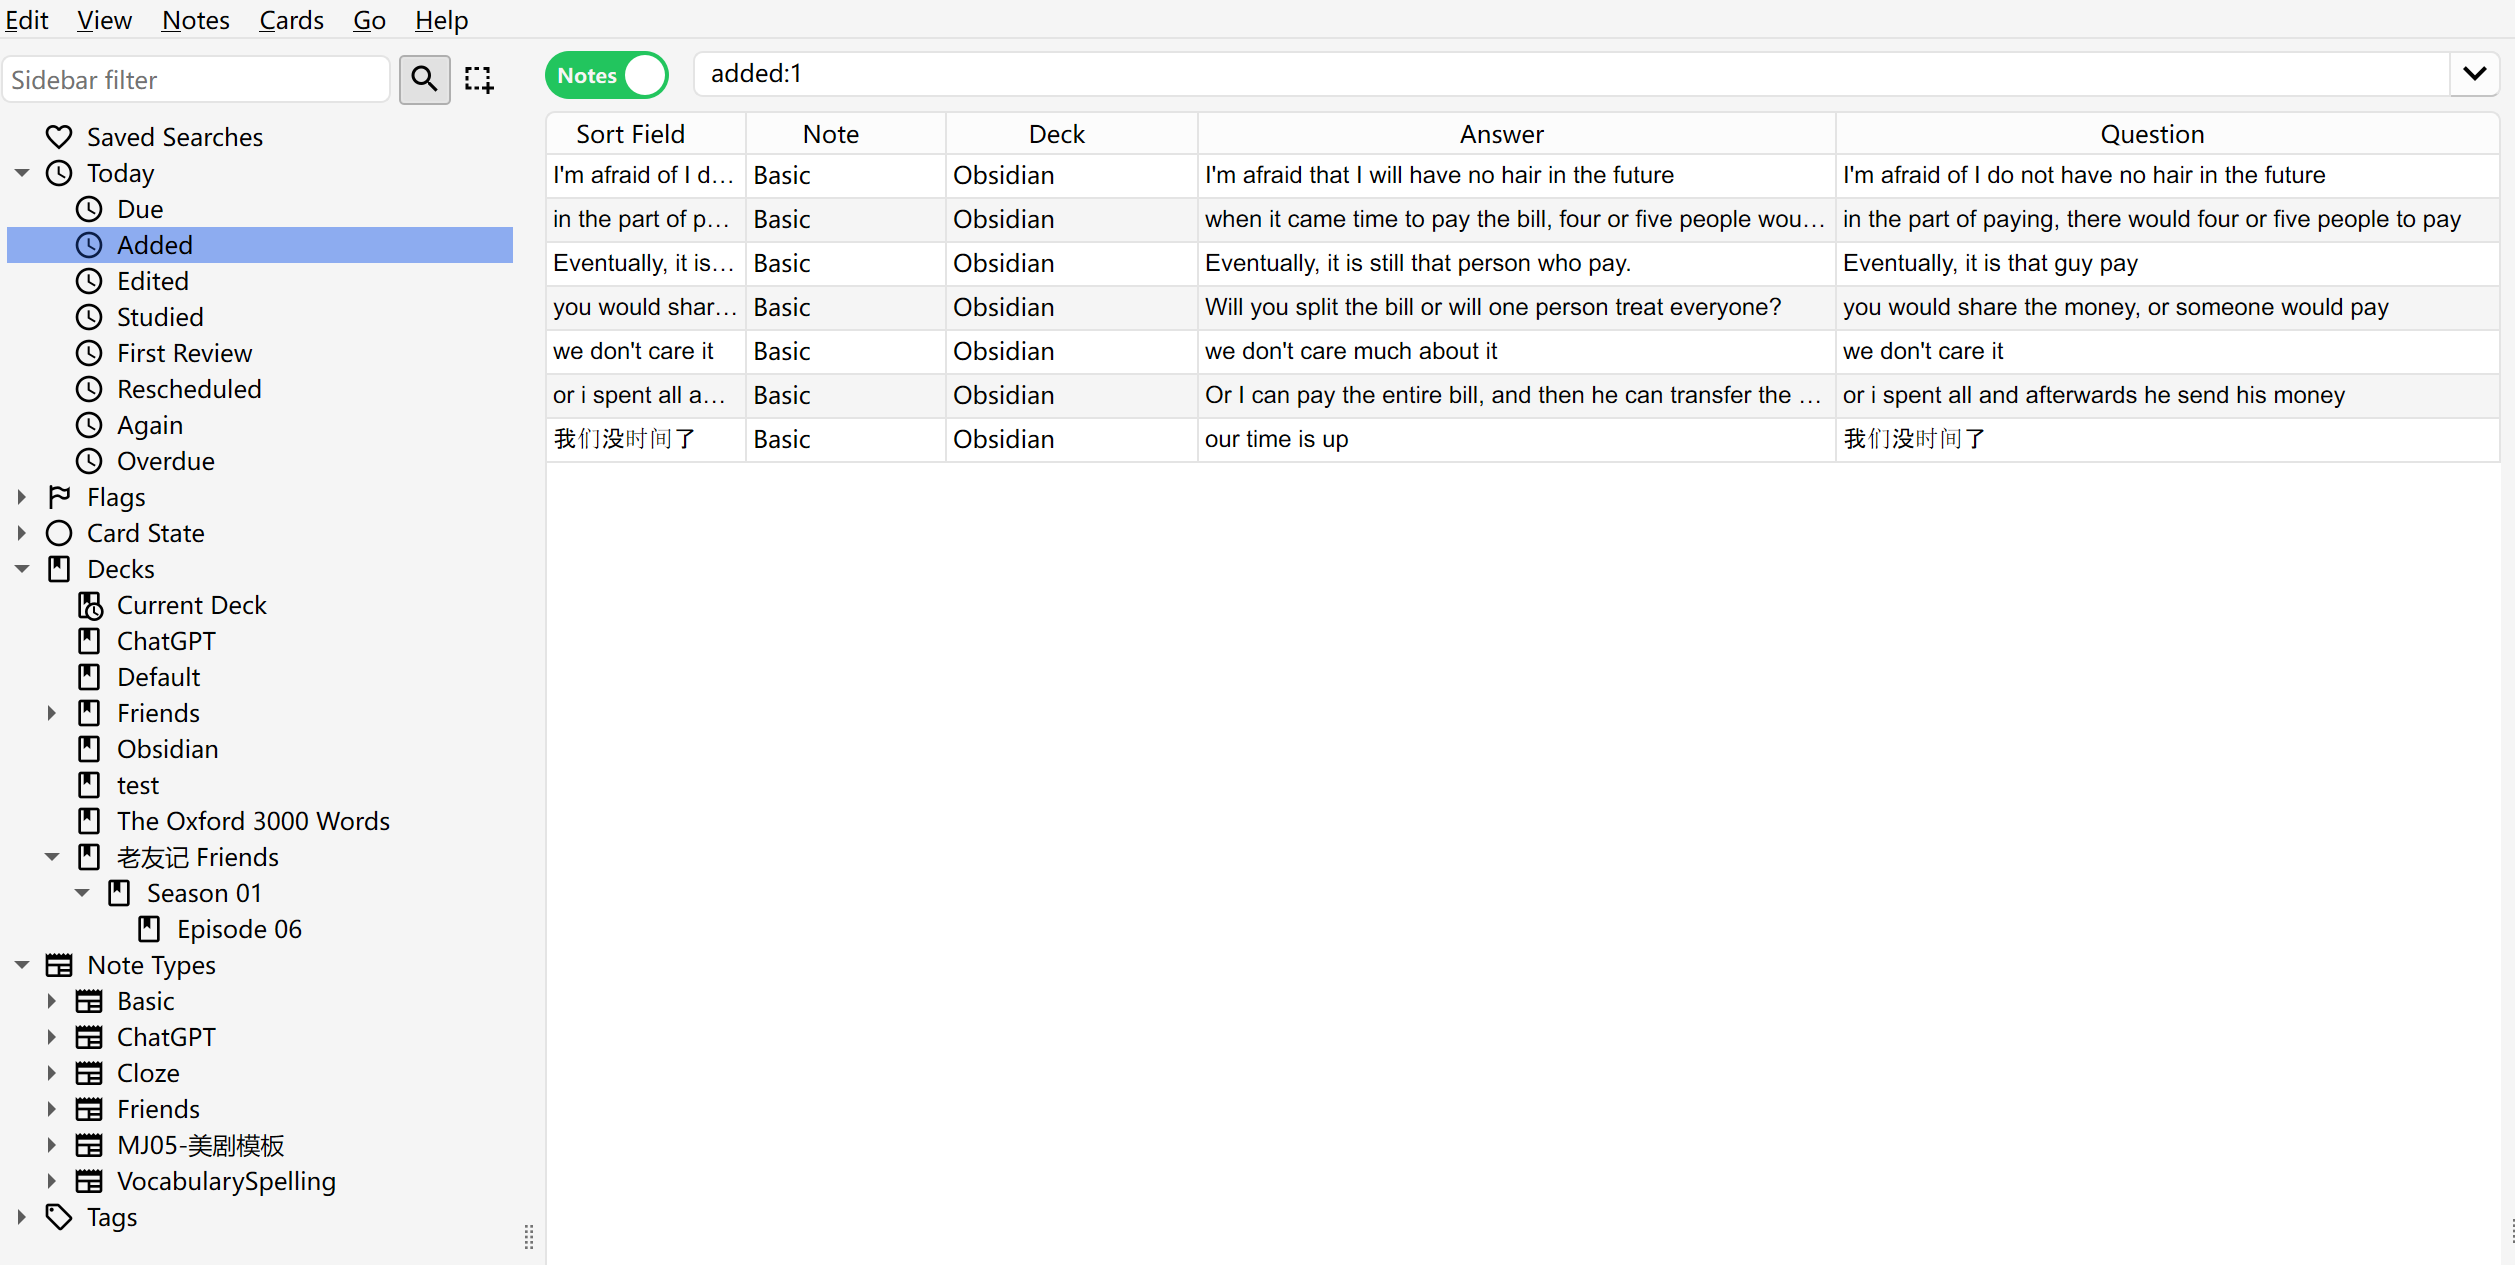 Edit View Notes Cards Go Help
Sidebar filter
Notes
added:1
Saved Searches
Today
Due
Added
Edited
Studied
First Review
Rescheduled
Again
Overdue
Flags
Card State
Decks
Current Deck
ChatGPT
Default
Friends
Obsidian
test
The Oxford 3000 Words
老友记 Friends
Season 01
Episode 06
Note Types
Basic
ChatGPT
Cloze
Friends
MJ05-美剧模板
VocabularySpelling
Tags
Sort Field Note Deck Answer Question
I'm afraid of I d... Basic Obsidian I'm afraid that I will have no hair in the future I'm afraid of I do not have no hair in the future
in the part of p... Basic Obsidian when it came time to pay the bill, four or five people wou... in the part of paying, there would four or five people to pay
Eventually, it is... Basic Obsidian Eventually, it is still that person who pay. Eventually, it is that guy pay
you would shar... Basic Obsidian Will you split the bill or will one person treat everyone? you would share the money, or someone would pay
we don't care it Basic Obsidian we don't care much about it we don't care it
or i spent all a... Basic Obsidian Or I can pay the entire bill, and then he can transfer the ... or i spent all and afterwards he send his money
我们没时间了 Basic Obsidian our time is up 我们没时间了